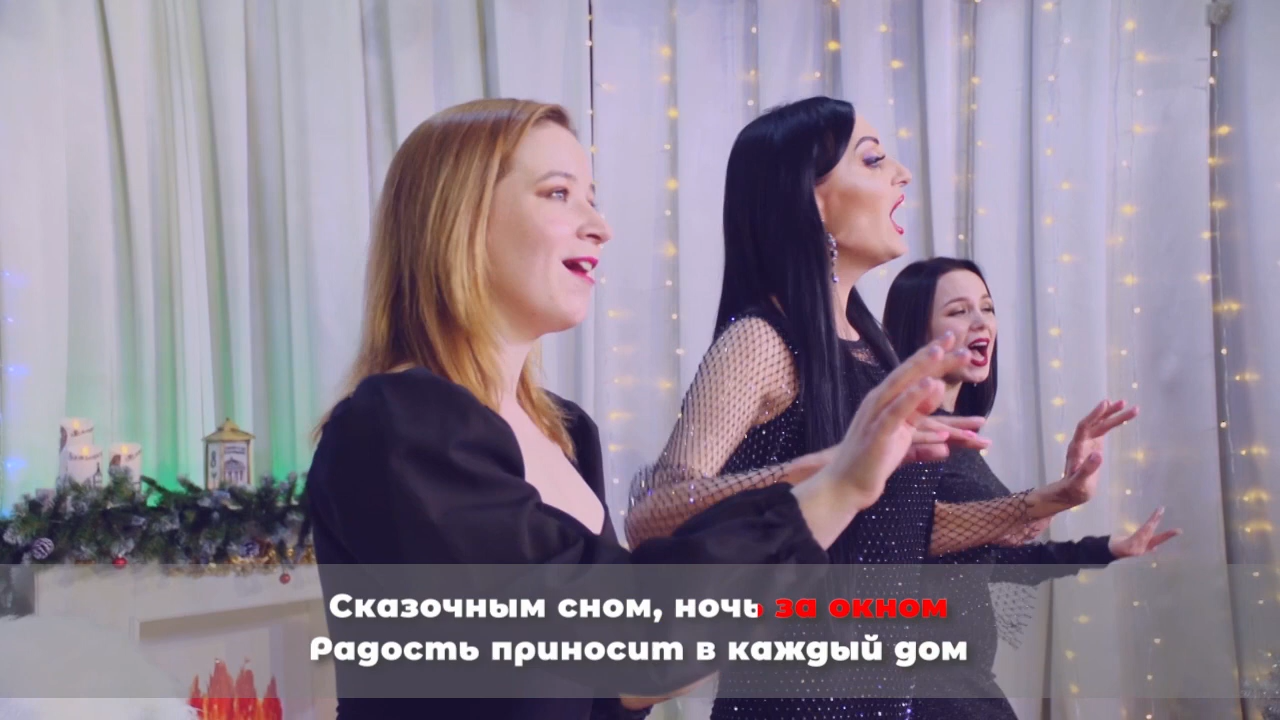 Сказочным сном, ночь за окном
Радость приносит в каждый дом